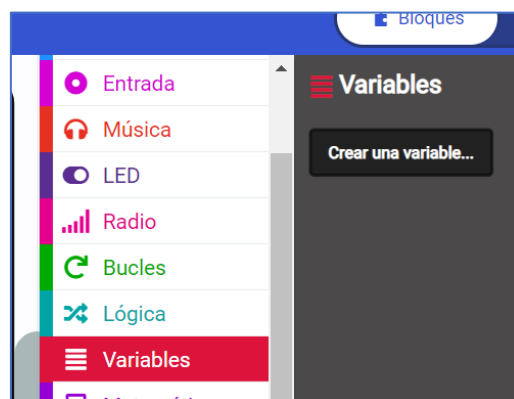 Bloques
Entrada
Música
LED
Radio
Bucles
Lógica
Variables
Variables
Crear una variable...